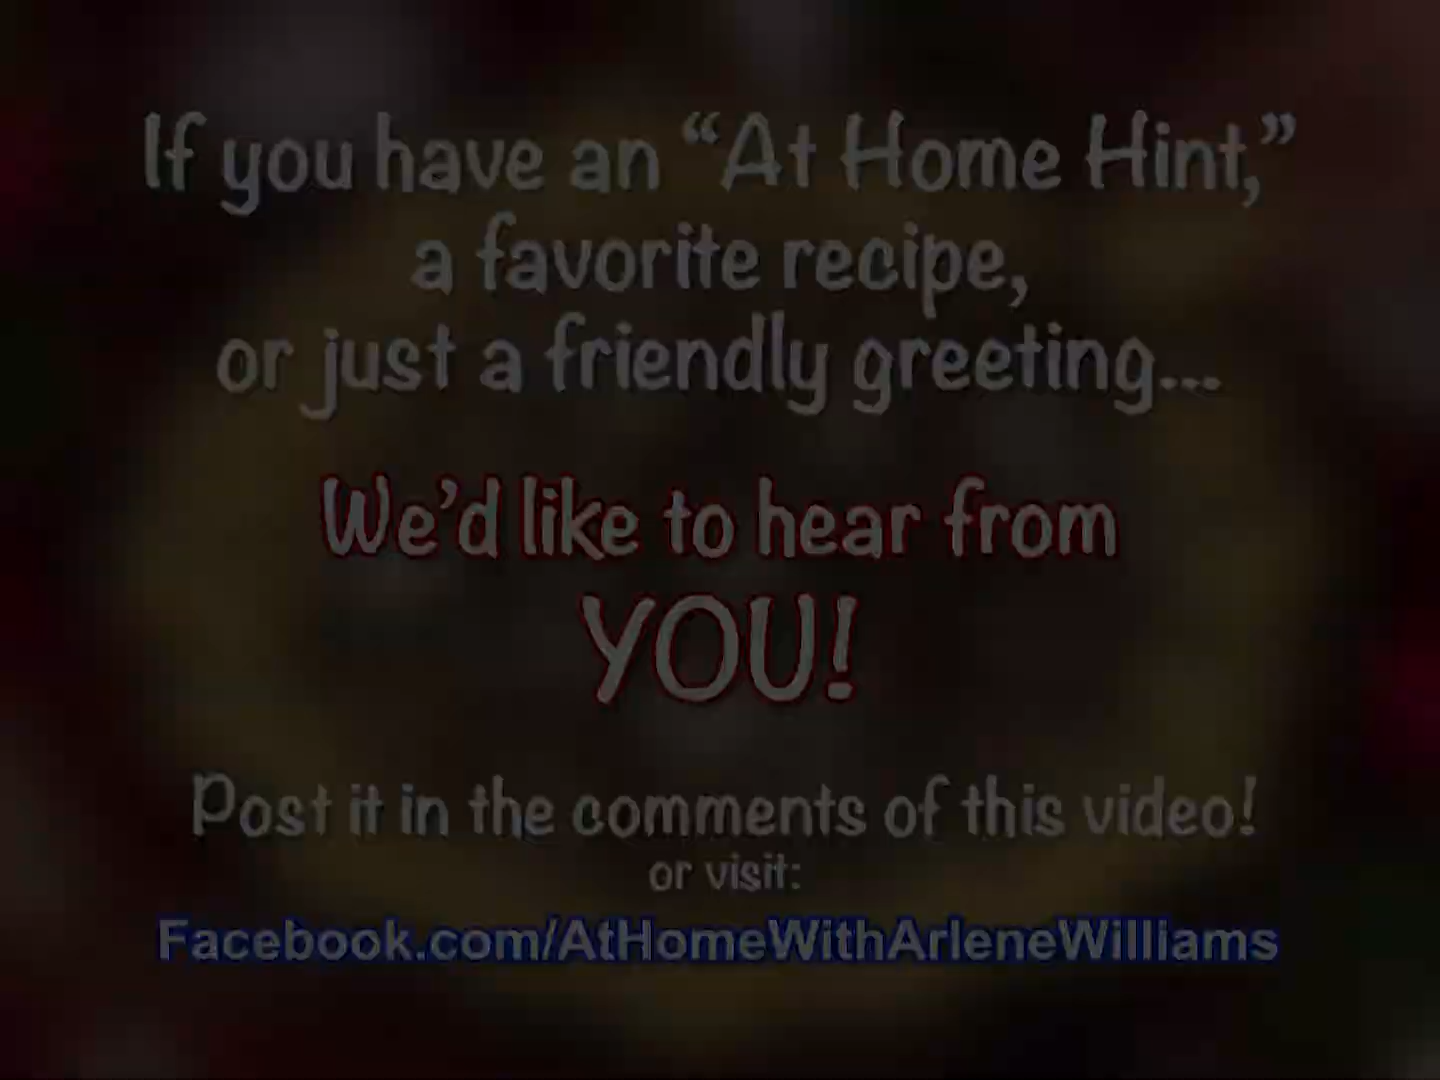 If you have an “At Home Hint,”
a favorite recipe,
or just a friendly greeting...
We’d like to hear from
YOU!
Post it in the comments of this video!
or visit:
Facebook.com/AtHomeWithArleneWilliams